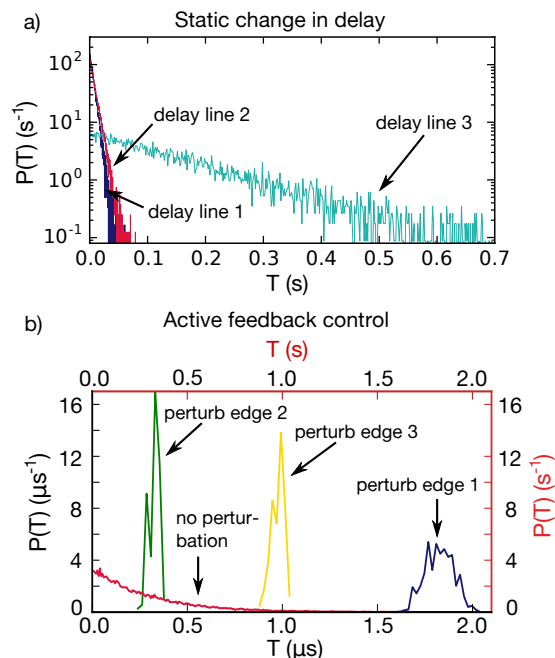 a)
Static change in delay
P(T) (s⁻¹)
10²
10¹
10⁰
10⁻¹
delay line 2
delay line 1
delay line 3
0.0 0.1 0.2 0.3 0.4 0.5 0.6 0.7
T (s)
b)
Active feedback control
T (s)
0.0 0.5 1.0 1.5 2.0
P(T) (µs⁻¹)
16
12
8
4
0
perturb edge 2
perturb edge 3
perturb edge 1
no pertur-
bation
16
12
8
4
0
P(T) (s⁻¹)
0.0 0.5 1.0 1.5 2.0
T (µs)